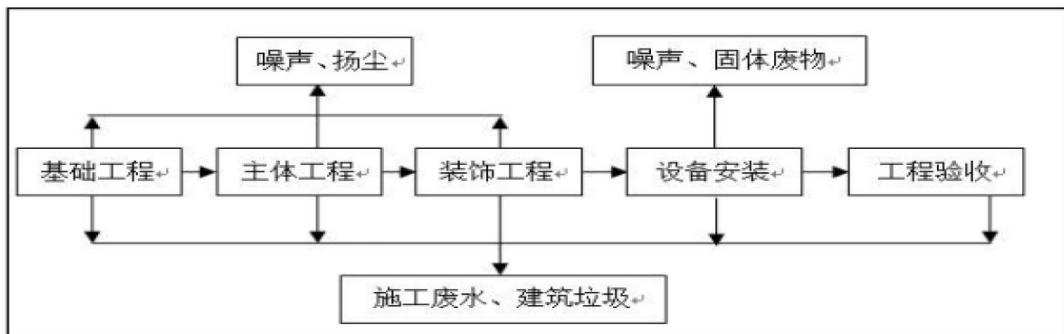 噪声、扬尘
噪声、固体废物
基础工程
主体工程
装饰工程
设备安装
工程验收
施工废水、建筑垃圾